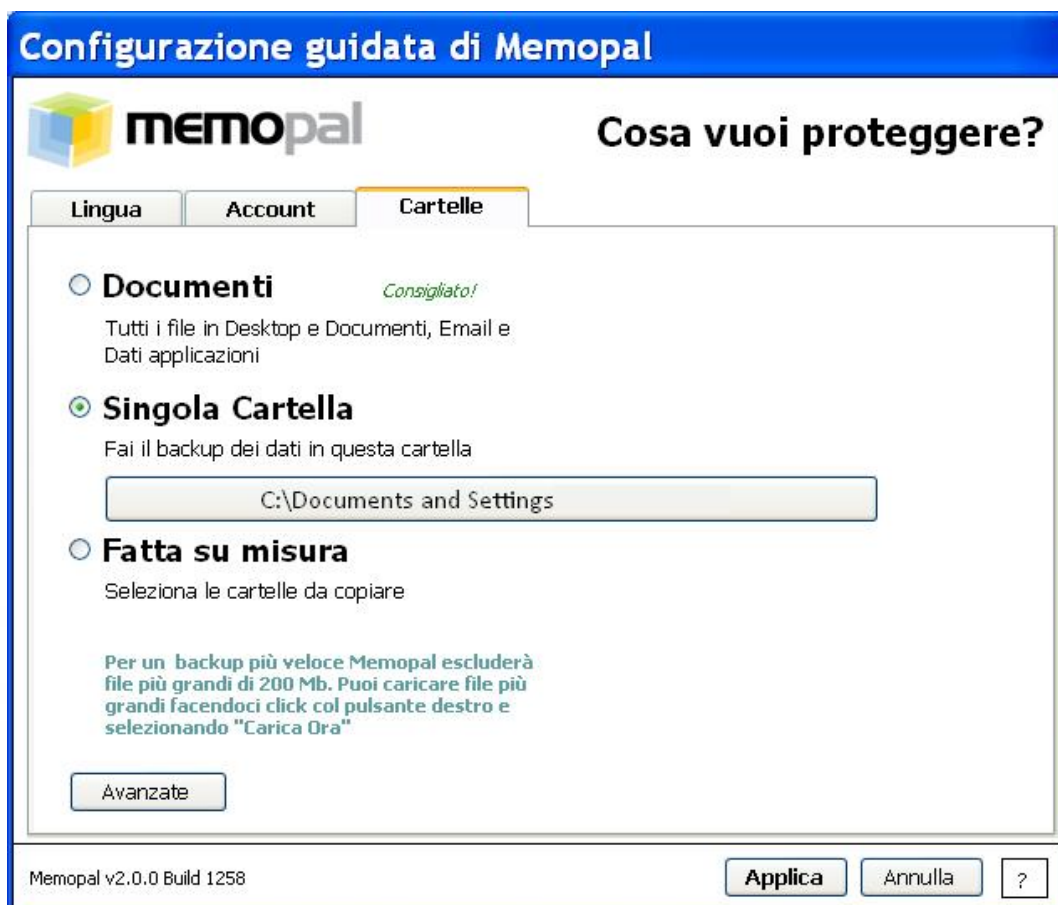 Configurazione guidata di Memopal
memopal
Cosa vuoi proteggere?
Lingua
Account
Cartelle
Documenti
Consigliato!
Tutti i file in Desktop e Documenti, Email e
Dati applicazioni
Singola Cartella
Fai il backup dei dati in questa cartella
C:\Documents and Settings
Fatta su misura
Seleziona le cartelle da copiare
Per un backup più veloce Memopal escluderà
file più grandi di 200 Mb. Puoi caricare file più
grandi facendoci click col pulsante destro e
selezionando "Carica Ora"
Avanzate
Memopal v2.0.0 Build 1258
Applica
Annulla
?